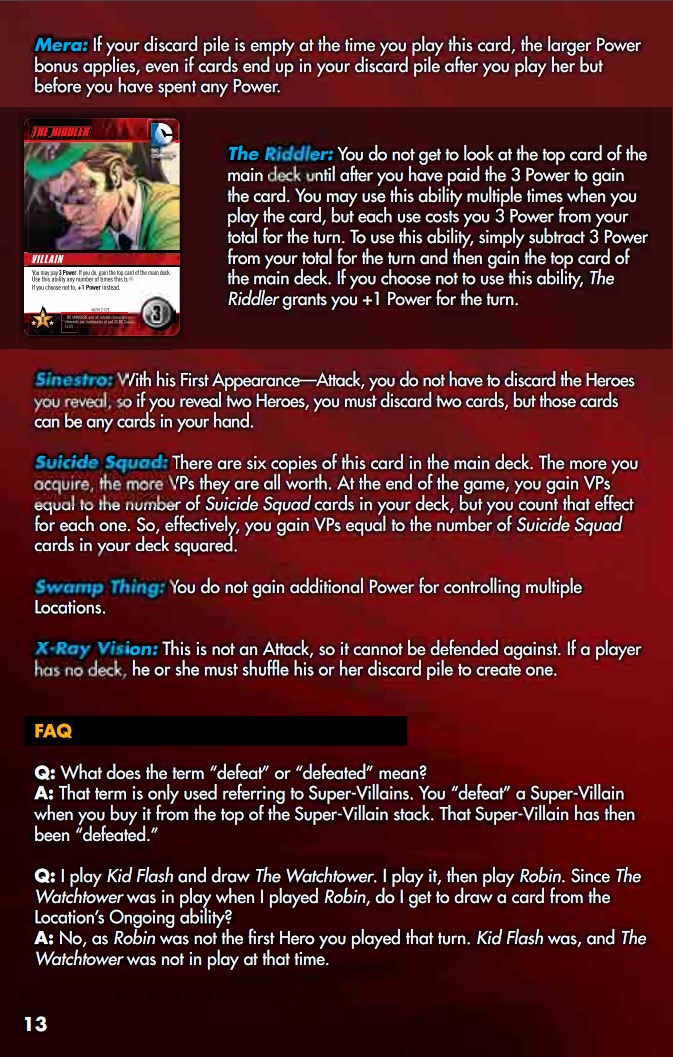 Mera: If your discard pile is empty at the time you play this card, the larger Power
bonus applies, even if cards end up in your discard pile after you play her but
before you have spent any Power.
THE RIDDLER
DC
VILLAIN
You may pay 3 Power. If you do, gain the top card of the main deck.
Use this ability any number of times this
If you choose not to, +1 Power instead.
1
3
The Riddler: You do not get to look at the top card of the
main deck until after you have paid the 3 Power to gain
the card. You may use this ability multiple times when you
play the card, but each use costs you 3 Power from your
total for the turn. To use this ability, simply subtract 3 Power
from your total for the turn and then gain the top card of
the main deck. If you choose not to use this ability, The
Riddler grants you +1 Power for the turn.
Sinestro: With his First Appearance—Attack, you do not have to discard the Heroes
you reveal, so if you reveal two Heroes, you must discard two cards, but those cards
can be any cards in your hand.
Suicide Squad: There are six copies of this card in the main deck. The more you
acquire, the more VPs they are all worth. At the end of the game, you gain VPs
equal to the number of Suicide Squad cards in your deck, but you count that effect
for each one. So, effectively, you gain VPs equal to the number of Suicide Squad
cards in your deck squared.
Swamp Thing: You do not gain additional Power for controlling multiple
Locations.
X-Ray Vision: This is not an Attack, so it cannot be defended against. If a player
has no deck, he or she must shuffle his or her discard pile to create one.
FAQ
Q: What does the term “defeat” or “defeated” mean?
A: That term is only used referring to Super-Villains. You “defeat” a Super-Villain
when you buy it from the top of the Super-Villain stack. That Super-Villain has then
been “defeated.”
Q: I play Kid Flash and draw The Watchtower. I play it, then play Robin. Since The
Watchtower was in play when I played Robin, do I get to draw a card from the
Location’s Ongoing ability?
A: No, as Robin was not the first Hero you played that turn. Kid Flash was, and The
Watchtower was not in play at that time.
13